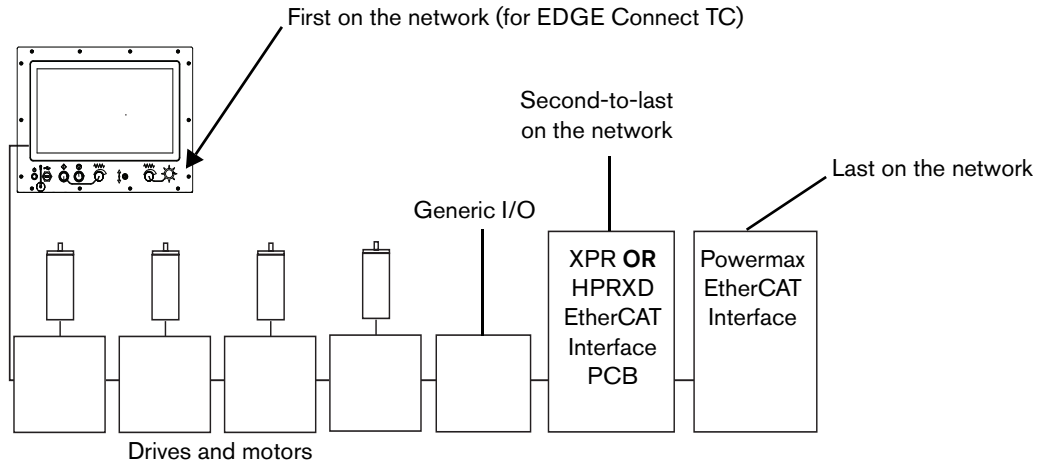 First on the network (for EDGE Connect TC)
Second-to-last
on the network
Last on the network
Generic I/O
XPR OR
HPRXD
EtherCAT
Interface
PCB
Powermax
EtherCAT
Interface
Drives and motors